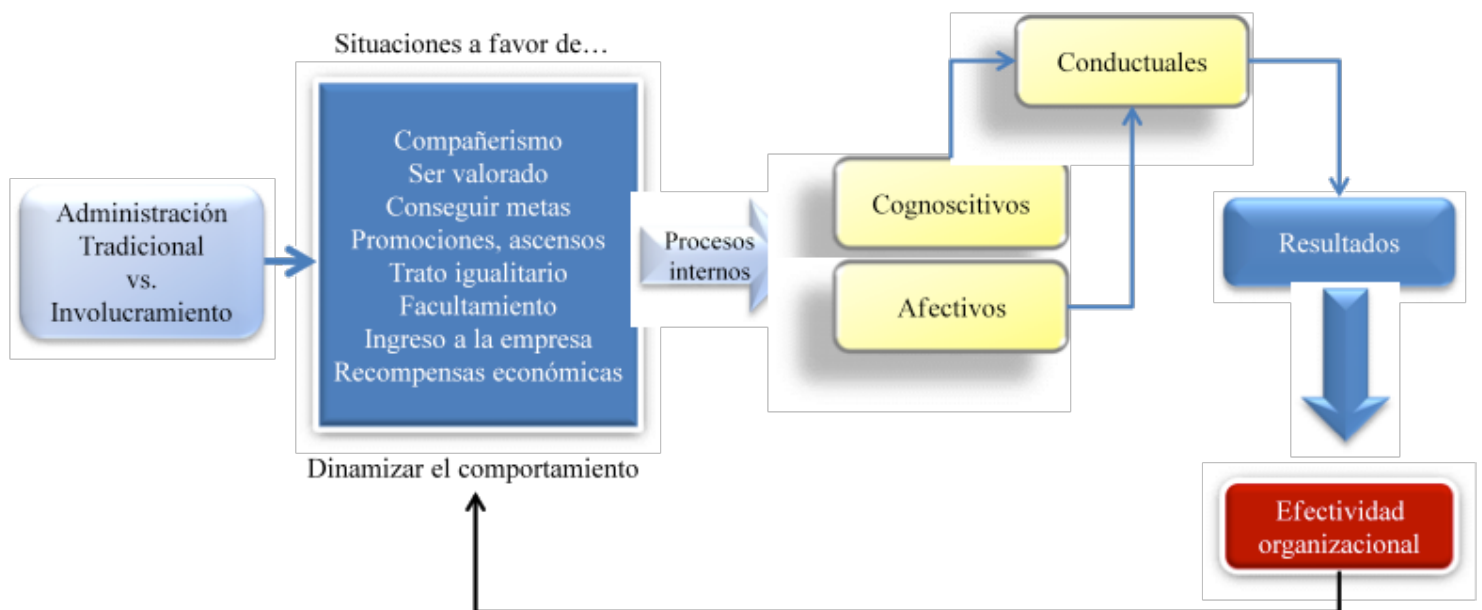 Situaciones a favor de…
Administración
Tradicional
vs.
Involucramiento
Compañerismo
Ser valorado
Conseguir metas
Promociones, ascensos
Trato igualitario
Facultamiento
Ingreso a la empresa
Recompensas económicas
Dinamizar el comportamiento
Procesos
internos
Cognoscitivos
Afectivos
Conductuales
Resultados
Efectividad
organizacional